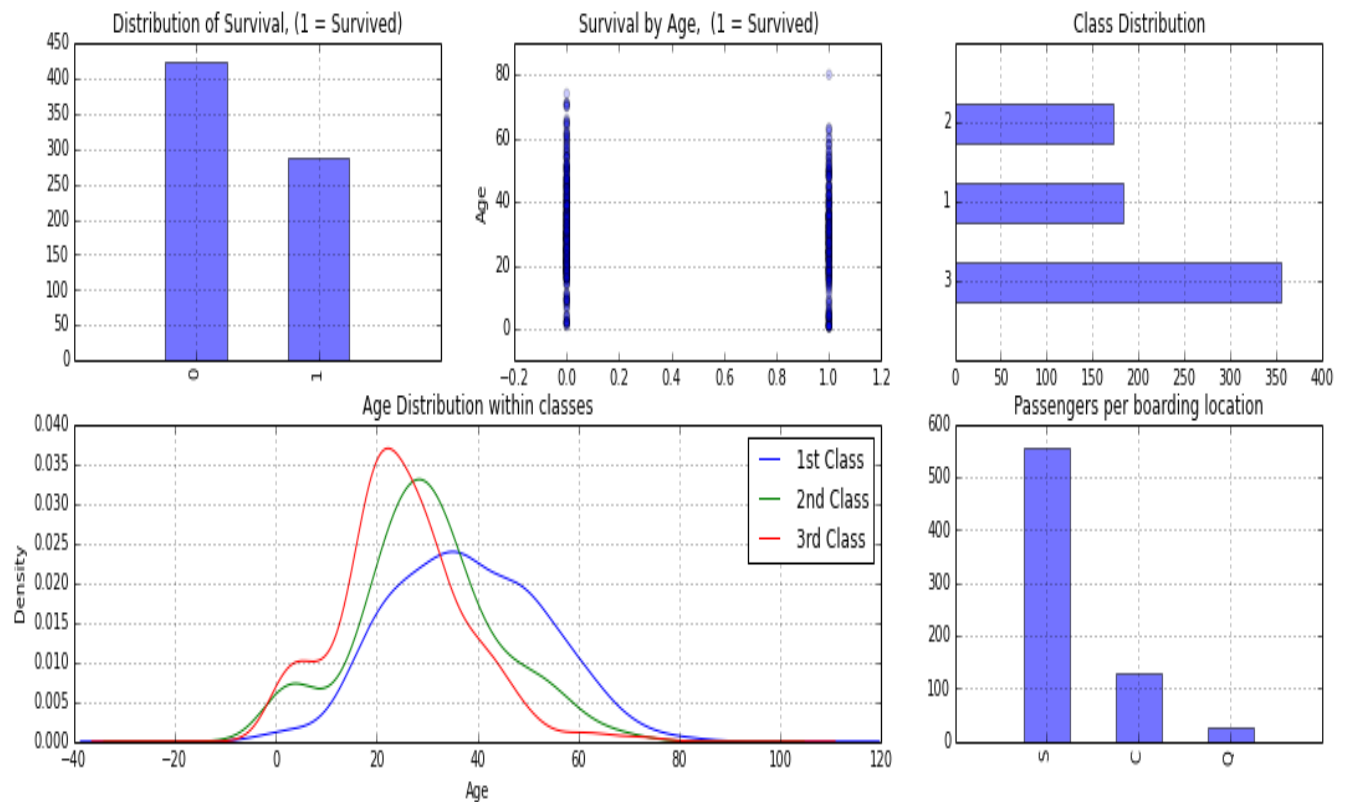 Distribution of Survival, (1 = Survived)
450
400
350
300
250
200
150
100
50
0
0
1
Survival by Age,  (1 = Survived)
Age
80
60
40
20
0
−0.2 0.0 0.2 0.4 0.6 0.8 1.0 1.2
Class Distribution
2
1
3
0 50 100 150 200 250 300 350 400
Age Distribution within classes
Density
0.040
0.035
0.030
0.025
0.020
0.015
0.010
0.005
0.000
−40 −20 0 20 40 60 80 100 120
Age
1st Class
2nd Class
3rd Class
Passengers per boarding location
600
500
400
300
200
100
0
S
C
Q